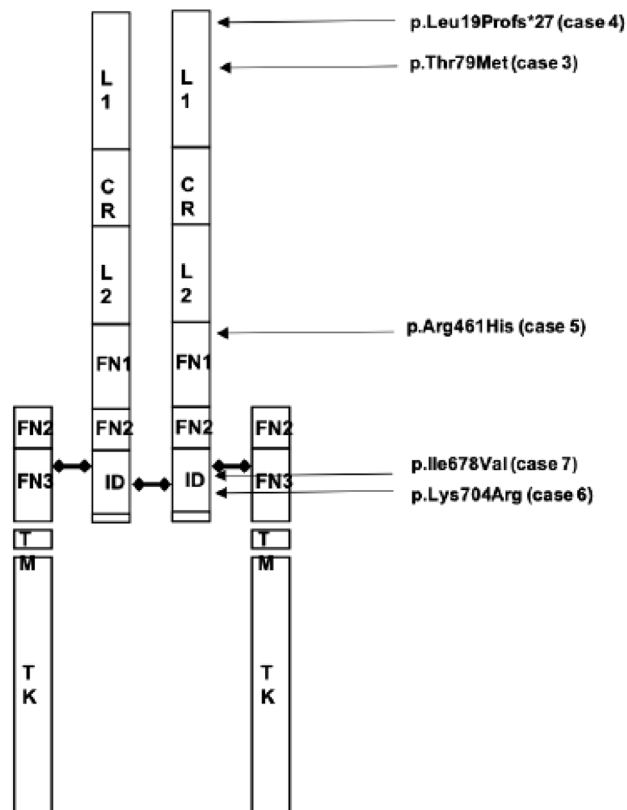 p.Leu19Profs*27 (case 4)
L L
1 1
p.Thr79Met (case 3)
C C
R R
L L
2 2
p.Arg461His (case 5)
FN1 FN1
FN2 FN2 FN2 FN2
p.Ile678Val (case 7)
FN3 ID ID FN3
p.Lys704Arg (case 6)
T T
M M
T T
K K